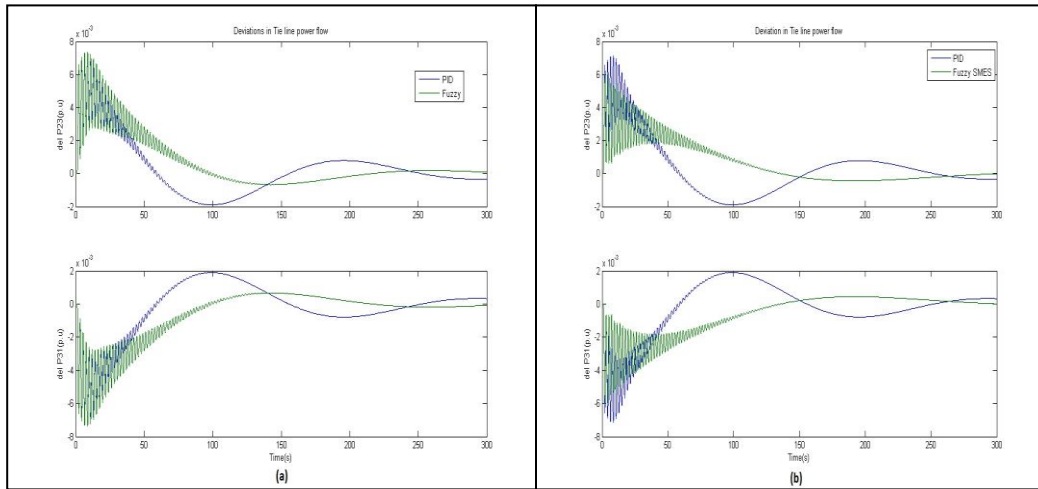 Deviations in Tie line power flow
x 10⁻³
8
6
4
2
0
-2
del P23(p.u)
PID
Fuzzy
0 50 100 150 200 250 300
x 10⁻³
2
0
-2
-4
-6
-8
del P31(p.u)
0 50 100 150 200 250 300
Time(s)
(a)
Deviation in Tie line power flow
x 10⁻³
8
6
4
2
0
-2
del P23(p.u)
PID
Fuzzy SMES
0 50 100 150 200 250 300
x 10⁻³
2
0
-2
-4
-6
-8
del P31(p.u)
0 50 100 150 200 250 300
Time(s)
(b)